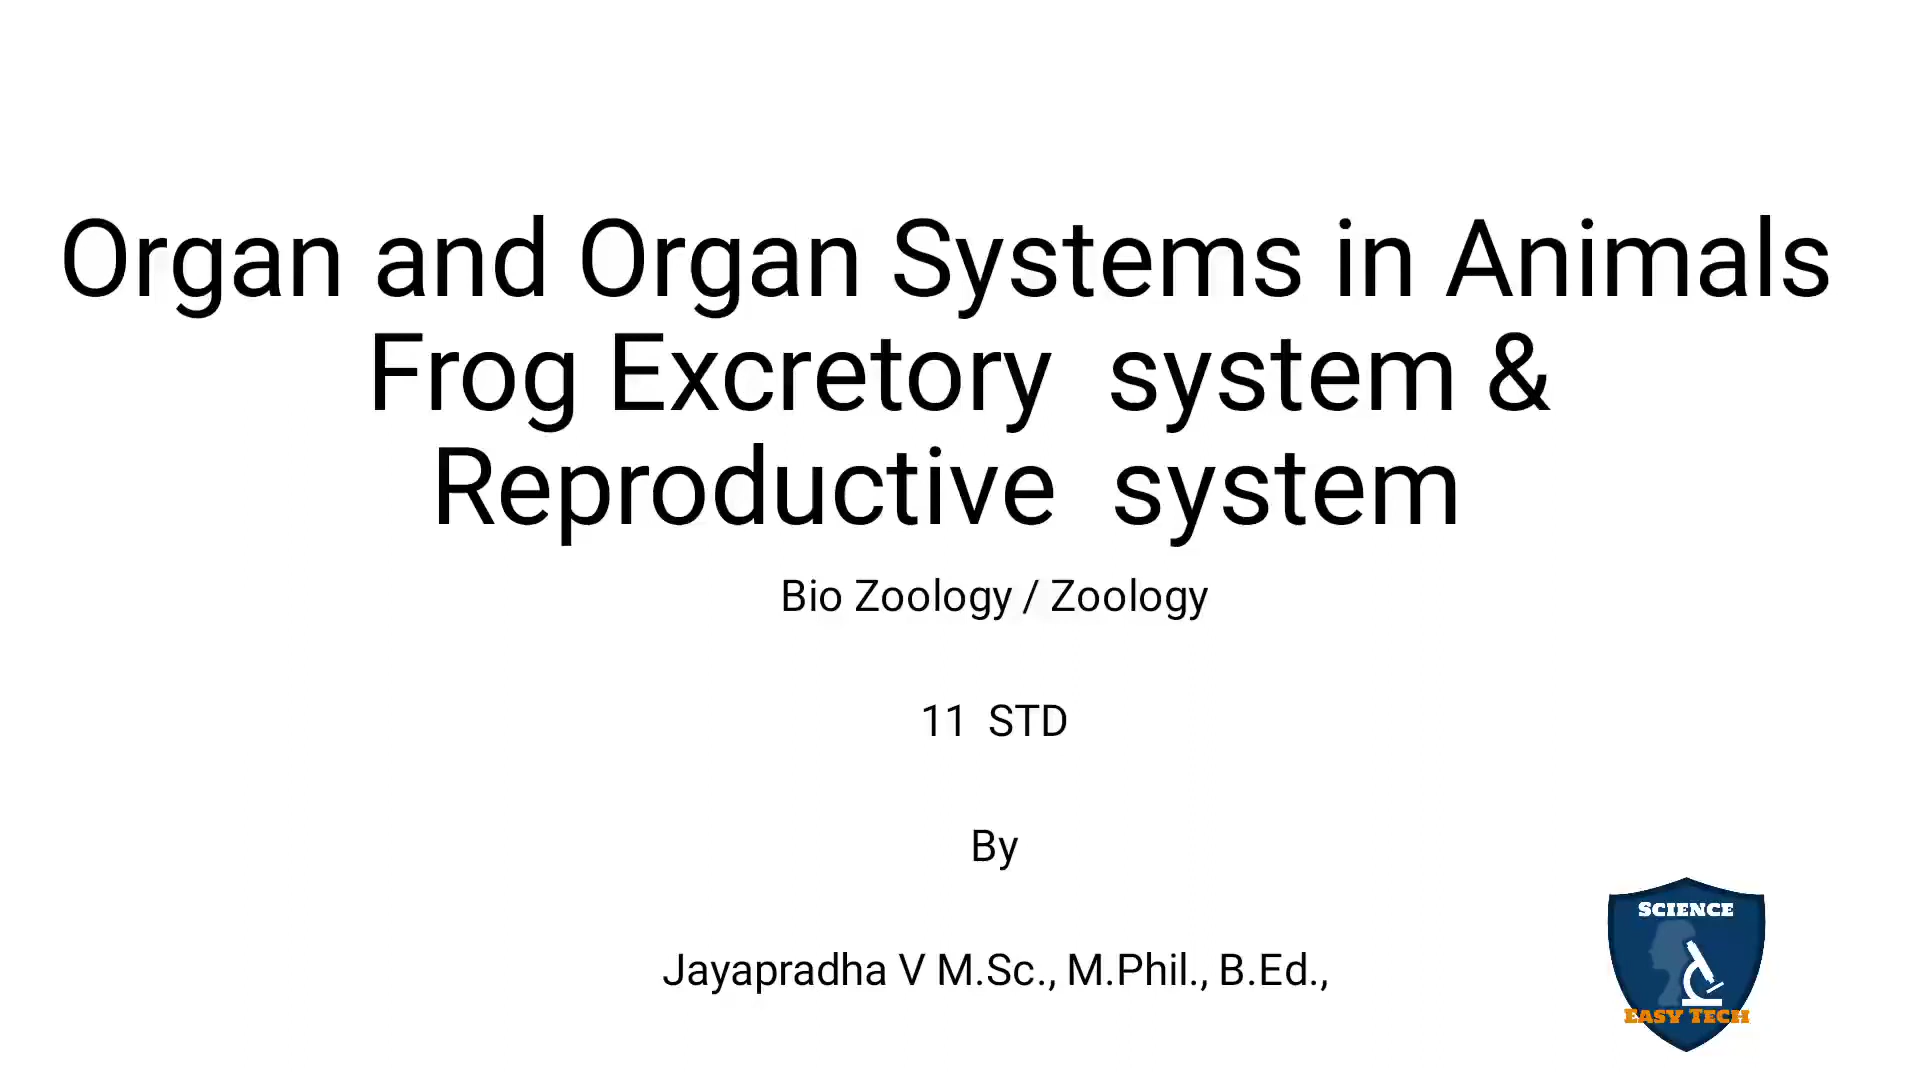 Organ and Organ Systems in Animals
Frog Excretory system &
Reproductive system
Bio Zoology / Zoology
11 STD
By
Jayapradha V M.Sc., M.Phil., B.Ed.,
SCIENCE
EASY TECH